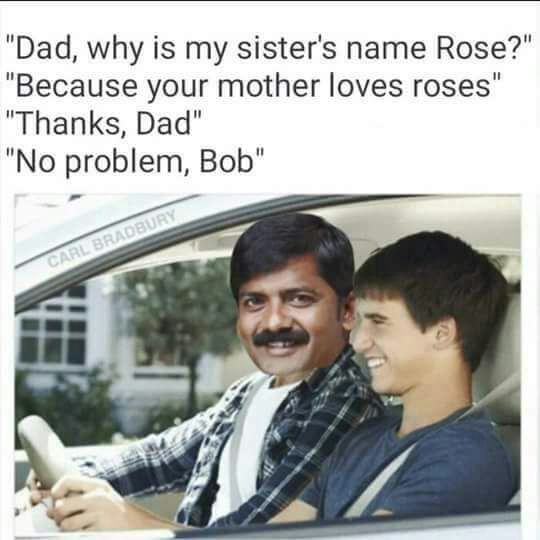 "Dad, why is my sister's name Rose?"
"Because your mother loves roses"
"Thanks, Dad"
"No problem, Bob"
CARL BRADBURY